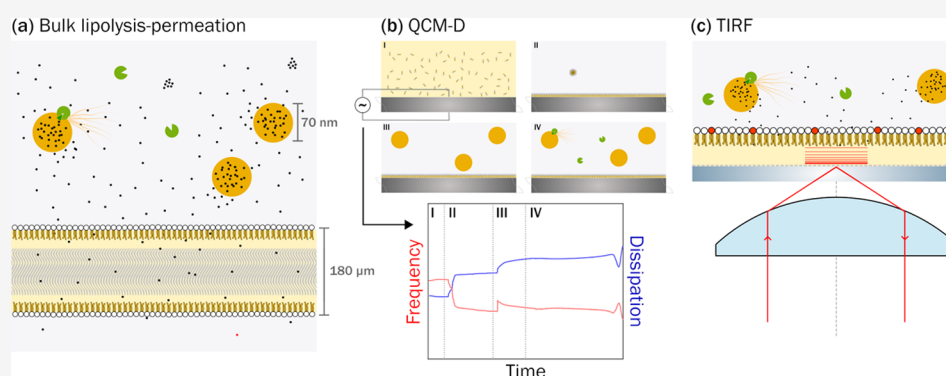 (a) Bulk lipolysis-permeation
70 nm
180 μm
(b) QCM-D
I
II
III
IV
~
I II III IV
Frequency
Dissipation
Time
(c) TIRF